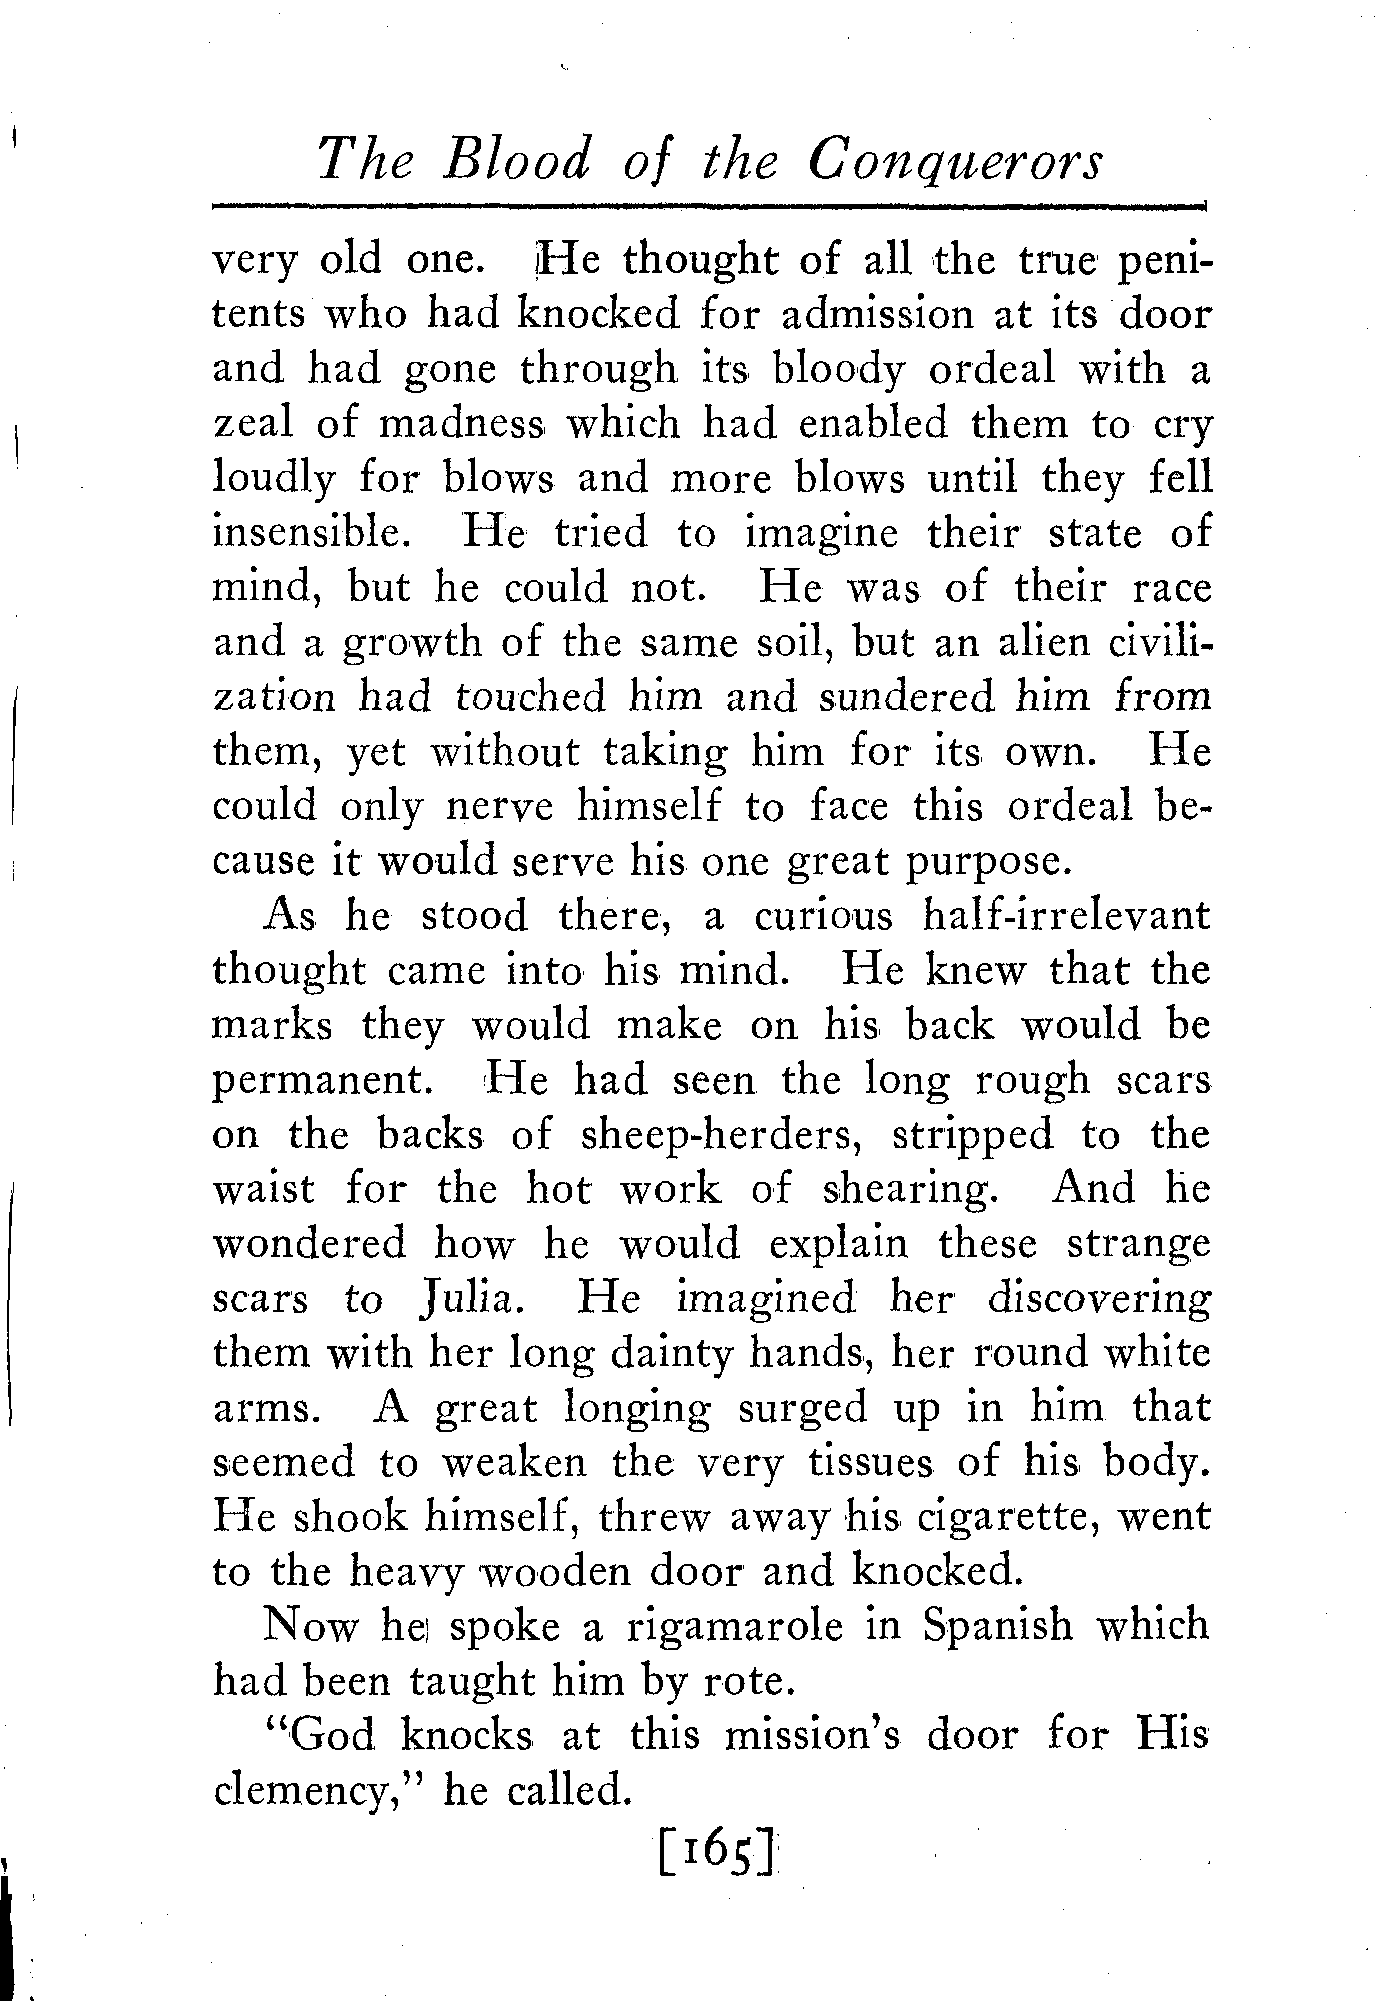 The Blood of the Conquerors
very old one. He thought of all the true peni-
tents who had knocked for admission at its door
and had gone through its bloody ordeal with a
zeal of madness which had enabled them to cry
loudly for blows and more blows until they fell
insensible. He tried to imagine their state of
mind, but he could not. He was of their race
and a growth of the same soil, but an alien civili-
zation had touched him and sundered him from
them, yet without taking him for its own. He
could only nerve himself to face this ordeal be-
cause it would serve his one great purpose.
As he stood there, a curious half-irrelevant
thought came into his mind. He knew that the
marks they would make on his back would be
permanent. He had seen the long rough scars
on the backs of sheep-herders, stripped to the
waist for the hot work of shearing. And he
wondered how he would explain these strange
scars to Julia. He imagined her discovering
them with her long dainty hands, her round white
arms. A great longing surged up in him that
seemed to weaken the very tissues of his body.
He shook himself, threw away his cigarette, went
to the heavy wooden door and knocked.
Now he spoke a rigamarole in Spanish which
had been taught him by rote.
"God knocks at this mission's door for His
clemency," he called.
[165]